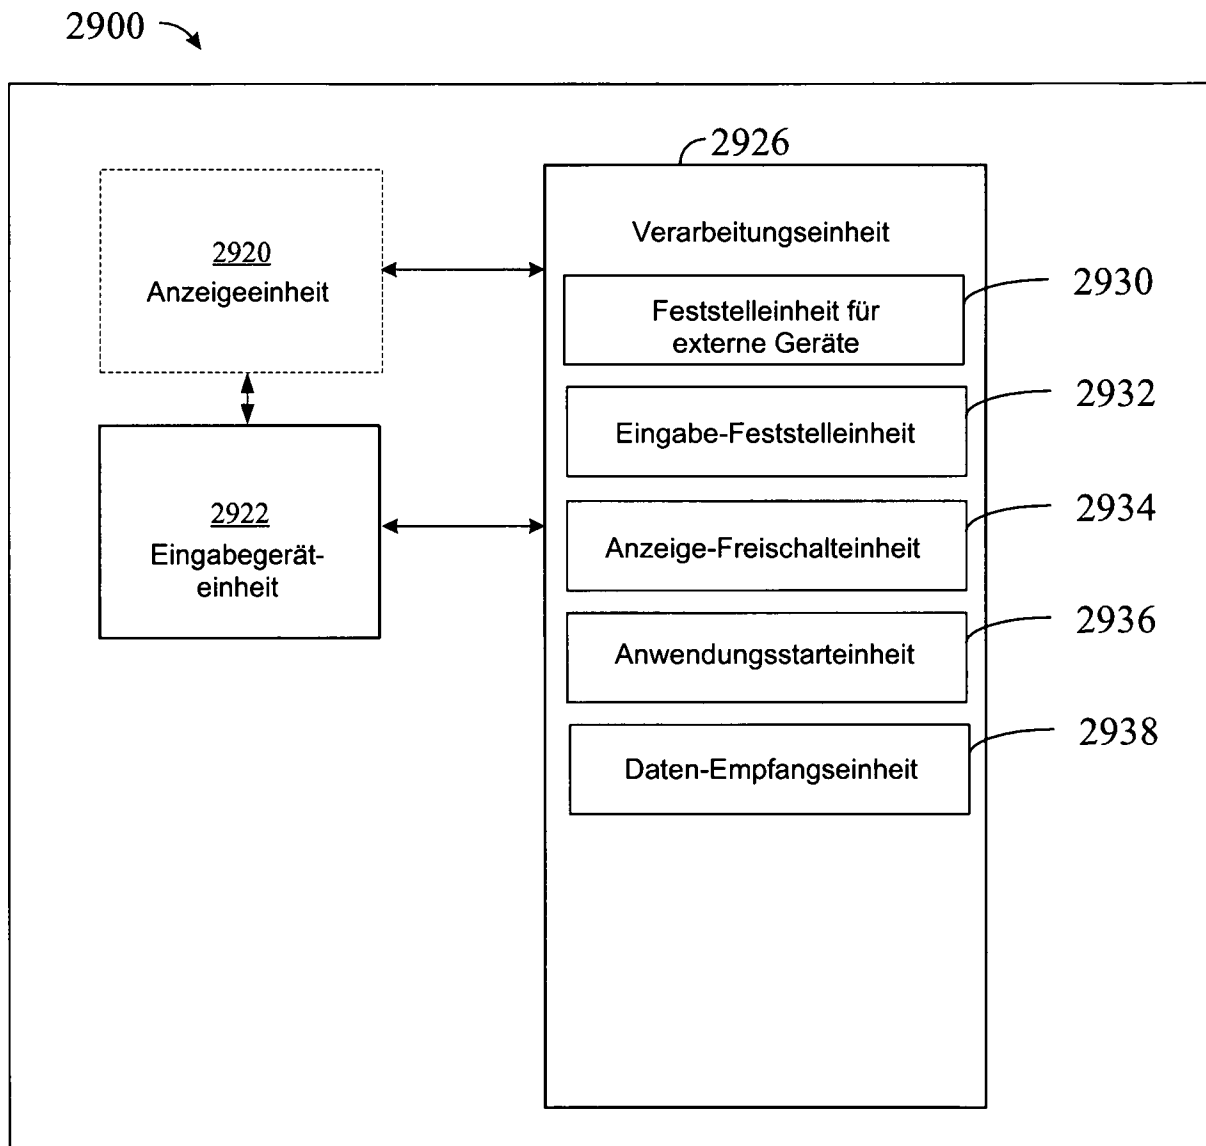 2900
2926
2920
Anzeigeeinheit
2922
Eingabegerät-
einheit
Verarbeitungseinheit
Feststelleinheit für
externe Geräte
2930
Eingabe-Feststelleinheit
2932
Anzeige-Freischalteinheit
2934
Anwendungsstarteinheit
2936
Daten-Empfangseinheit
2938